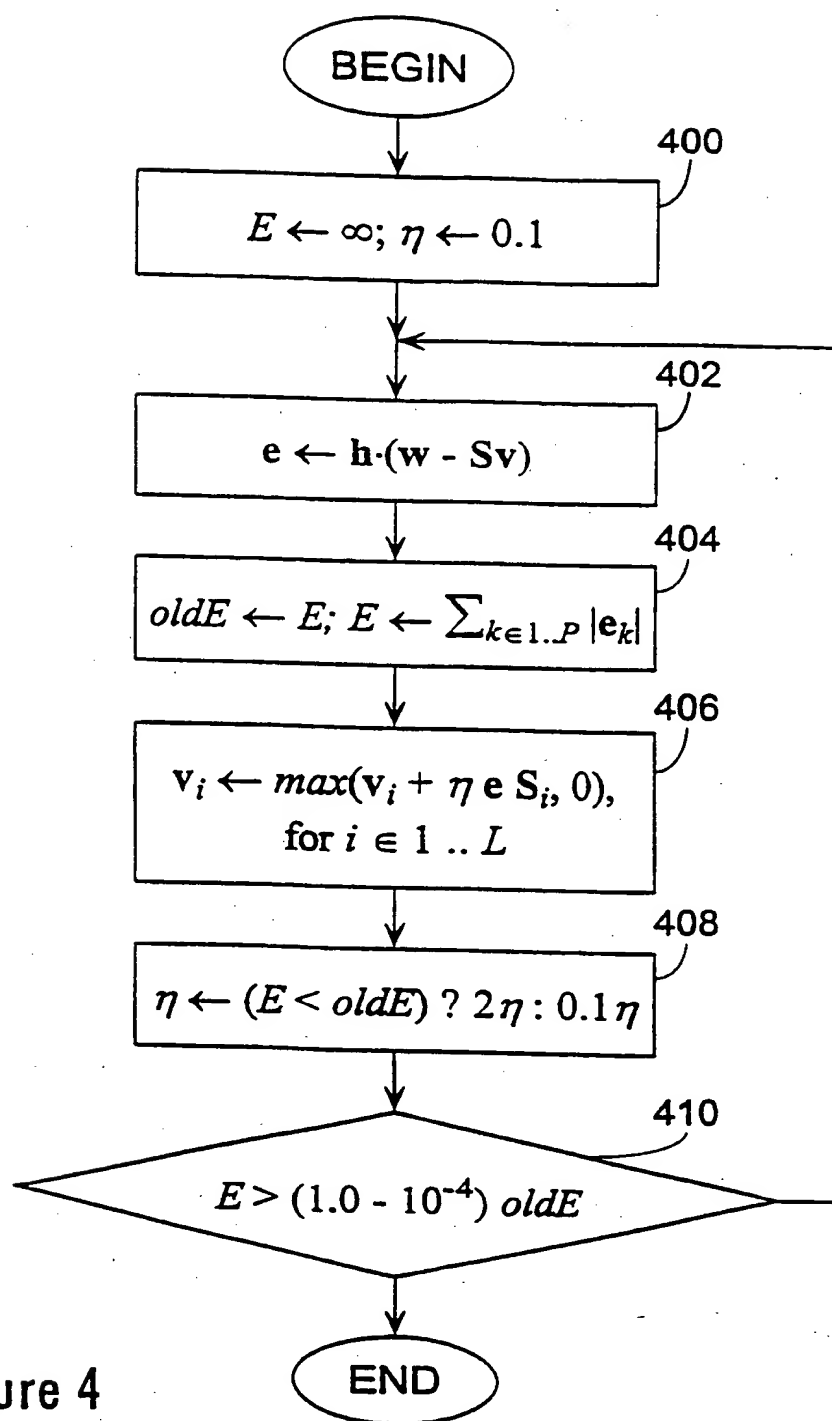 BEGIN
400
E ← ∞; η ← 0.1
402
e ← h·(w - Sv)
404
oldE ← E; E ← ∑k∈1..P |ek|
406
vi ← max(vi + η e Si, 0),
for i ∈ 1 .. L
408
η ← (E < oldE) ? 2η : 0.1η
410
E > (1.0 - 10⁻⁴) oldE
END
ure 4